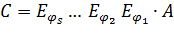 C = E_{φ_S} … E_{φ_2} E_{φ_1} · A